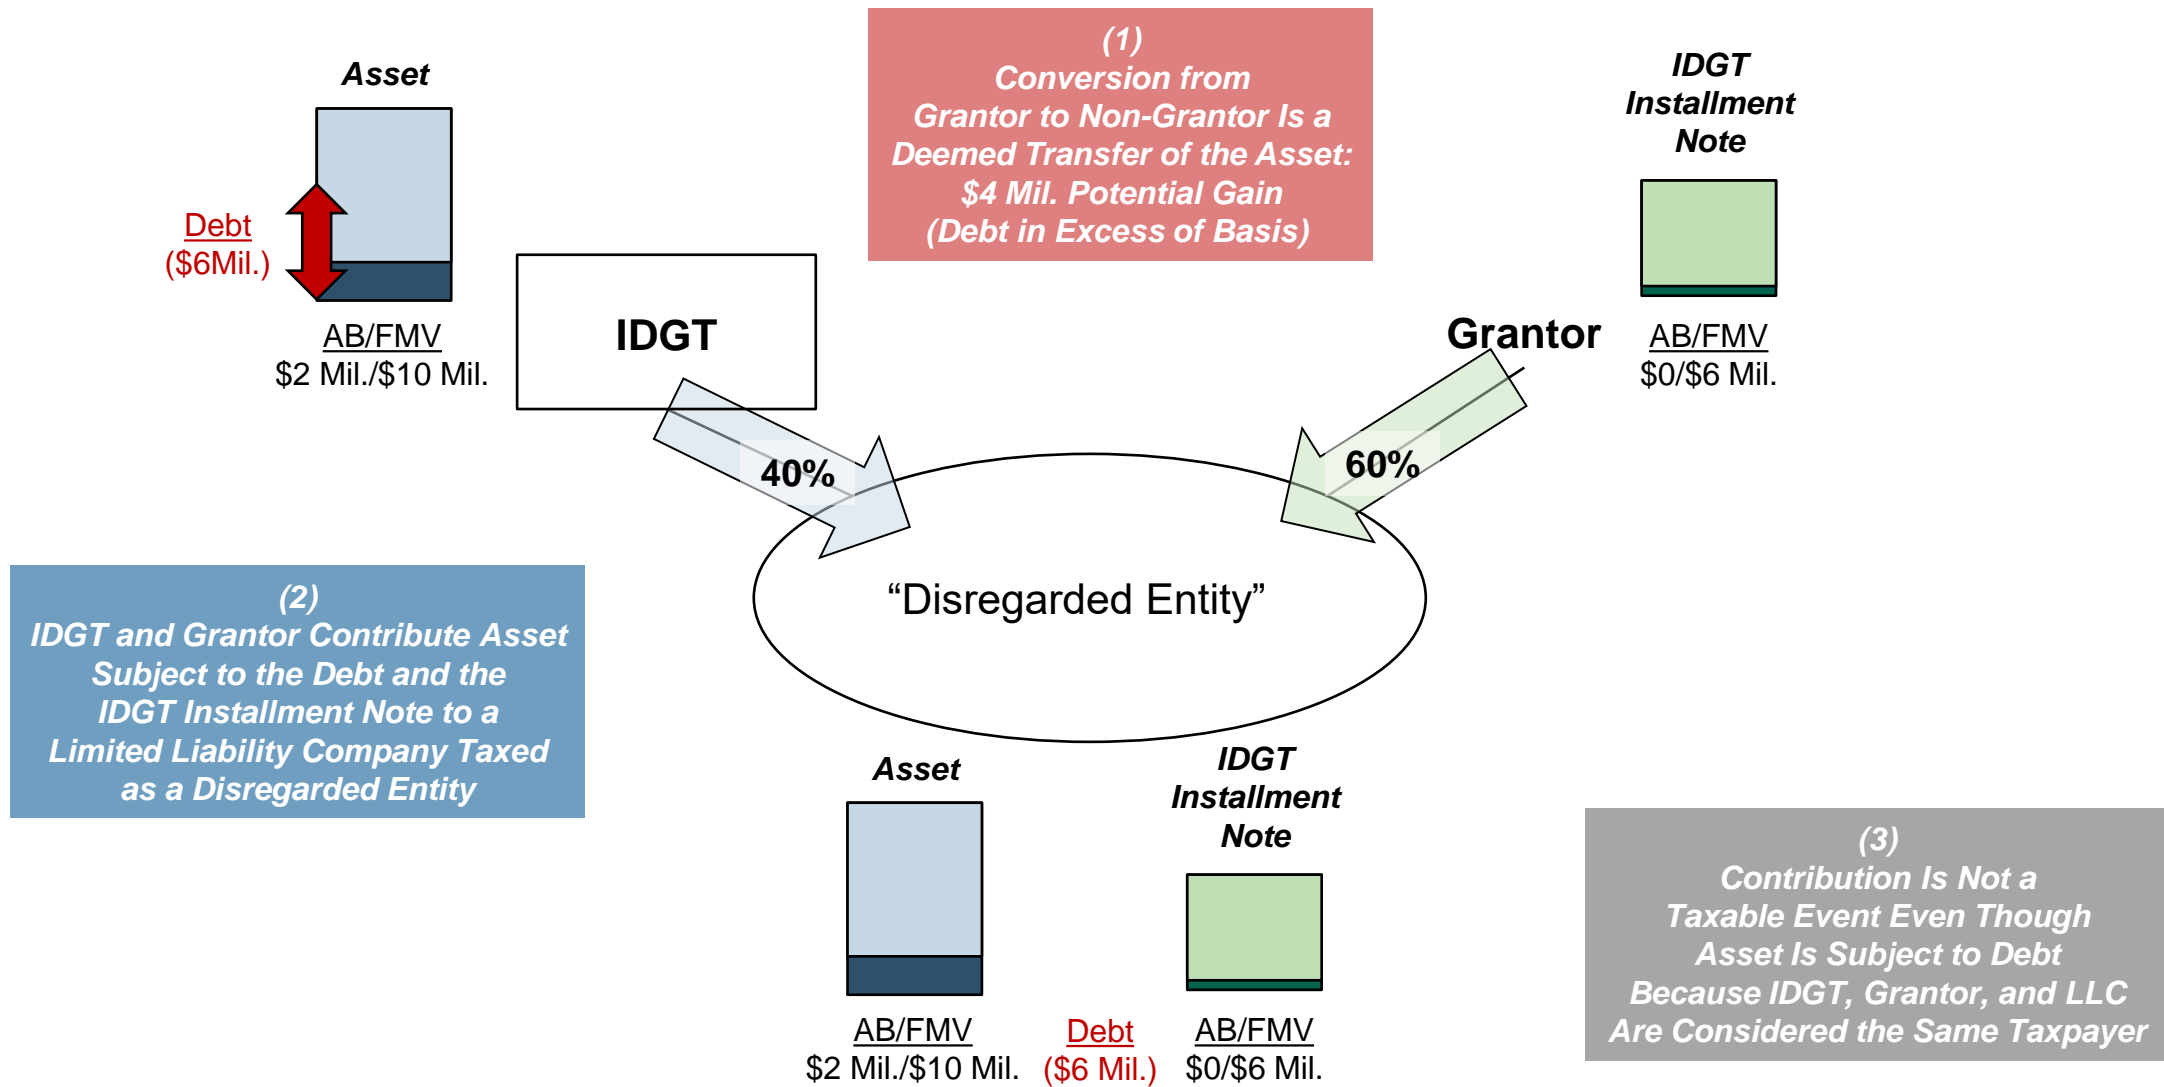 Asset
Debt
($6Mil.)
AB/FMV
$2 Mil./$10 Mil.
IDGT
(1)
Conversion from
Grantor to Non-Grantor Is a
Deemed Transfer of the Asset:
$4 Mil. Potential Gain
(Debt in Excess of Basis)
IDGT
Installment
Note
Grantor
AB/FMV
$0/$6 Mil.
40%
60%
“Disregarded Entity”
(2)
IDGT and Grantor Contribute Asset
Subject to the Debt and the
IDGT Installment Note to a
Limited Liability Company Taxed
as a Disregarded Entity
Asset
AB/FMV
$2 Mil./$10 Mil.
Debt
($6 Mil.)
IDGT
Installment
Note
AB/FMV
$0/$6 Mil.
(3)
Contribution Is Not a
Taxable Event Even Though
Asset Is Subject to Debt
Because IDGT, Grantor, and LLC
Are Considered the Same Taxpayer